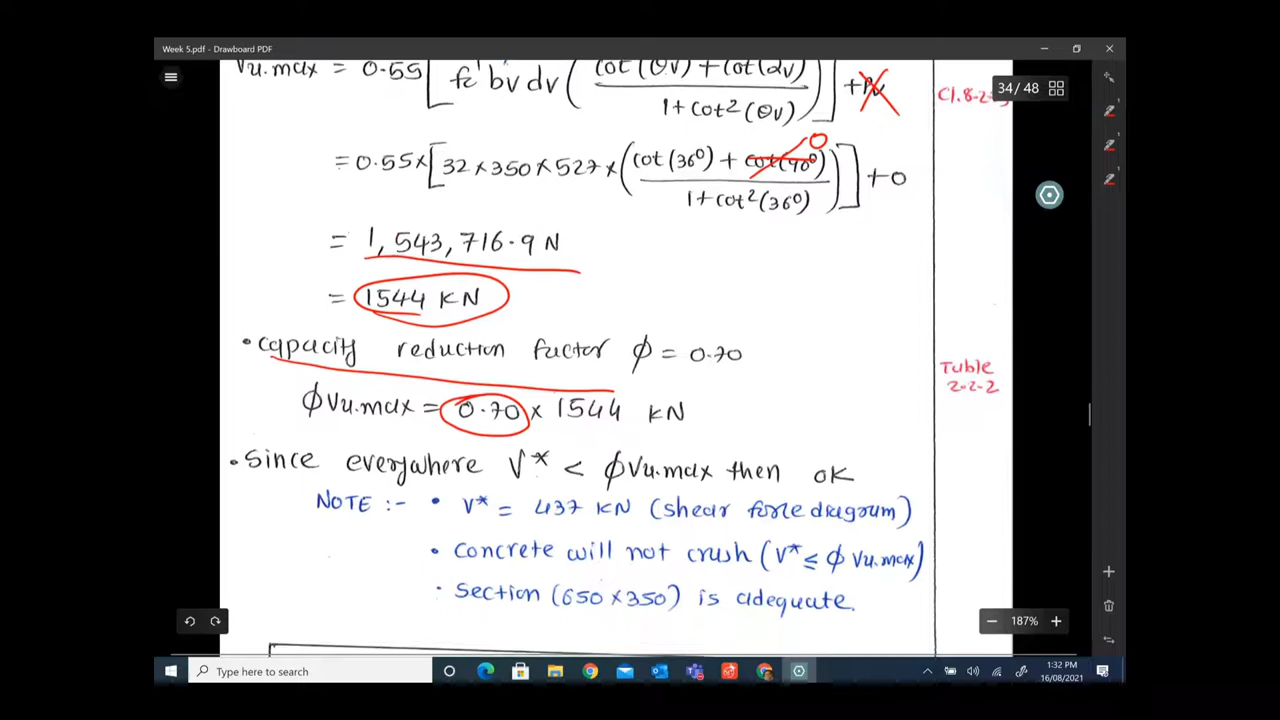 Week 5.pdf - Drawboard PDF
Vu.max = 0.55 [ fc' bv dv ( cot (θv) + cot (αv) / 1 + cot² (θv) ) ] +
34 / 48
Cl. 8.2.
= 0.55 × [ 32 × 350 × 527 × ( cot (36°) + cot (90°) / 1 + cot² (36°) ) ] + 0
0
= 1,543,716.9 N
= 1544 KN
• capacity reduction factor ϕ = 0.70
Table
2.2.2
ϕVu.max = 0.70 × 1544 KN
• Since everywhere V* < ϕVu.max then OK
NOTE :- • V* = 437 KN (shear force diagram)
• Concrete will not crush (V* ≤ ϕ Vu.max)
• Section (650 × 350) is adequate.
187%
Type here to search
1:32 PM
16/08/2021